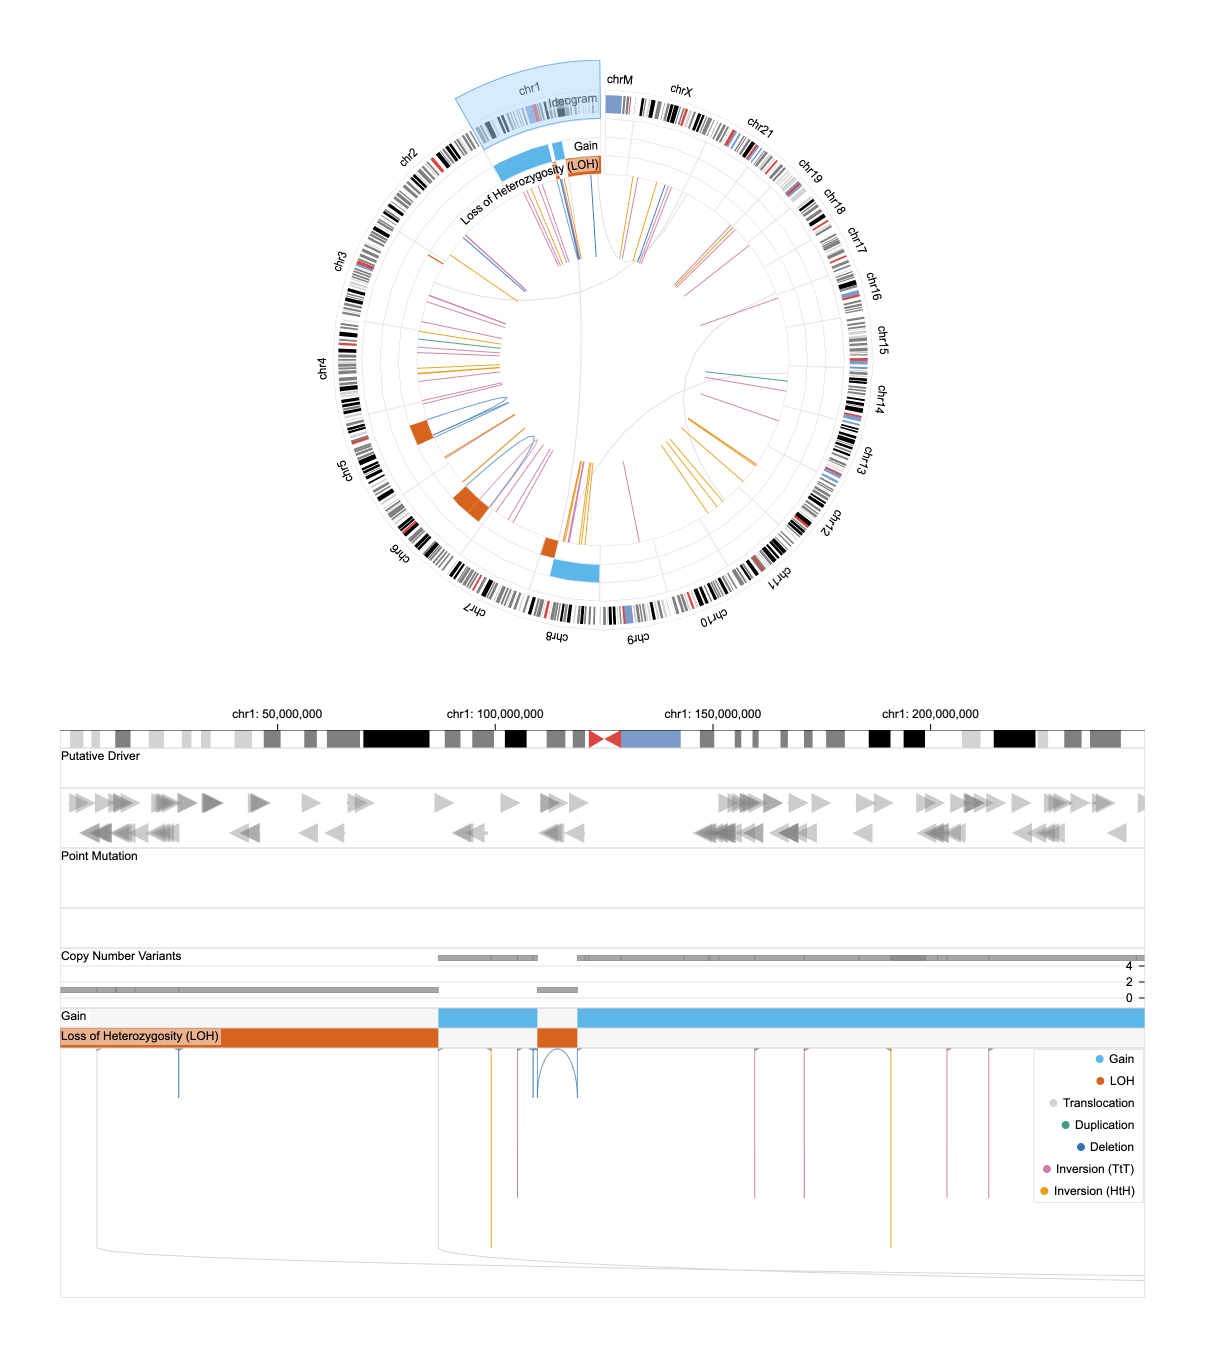 chrM
chrX
chr1
Ideogram
chr21
Gain
chr2
Loss of Heterozygosity (LOH)
chr19
chr18
chr17
chr3
chr16
chr15
chr4
chr14
chr5
chr13
chr12
chr6
chr11
chr7
chr10
chr8
chr9
chr1: 50,000,000
chr1: 100,000,000
chr1: 150,000,000
chr1: 200,000,000
Putative Driver
Point Mutation
Copy Number Variants
4
2
0
Gain
Loss of Heterozygosity (LOH)
Gain
LOH
Translocation
Duplication
Deletion
Inversion (TtT)
Inversion (HtH)